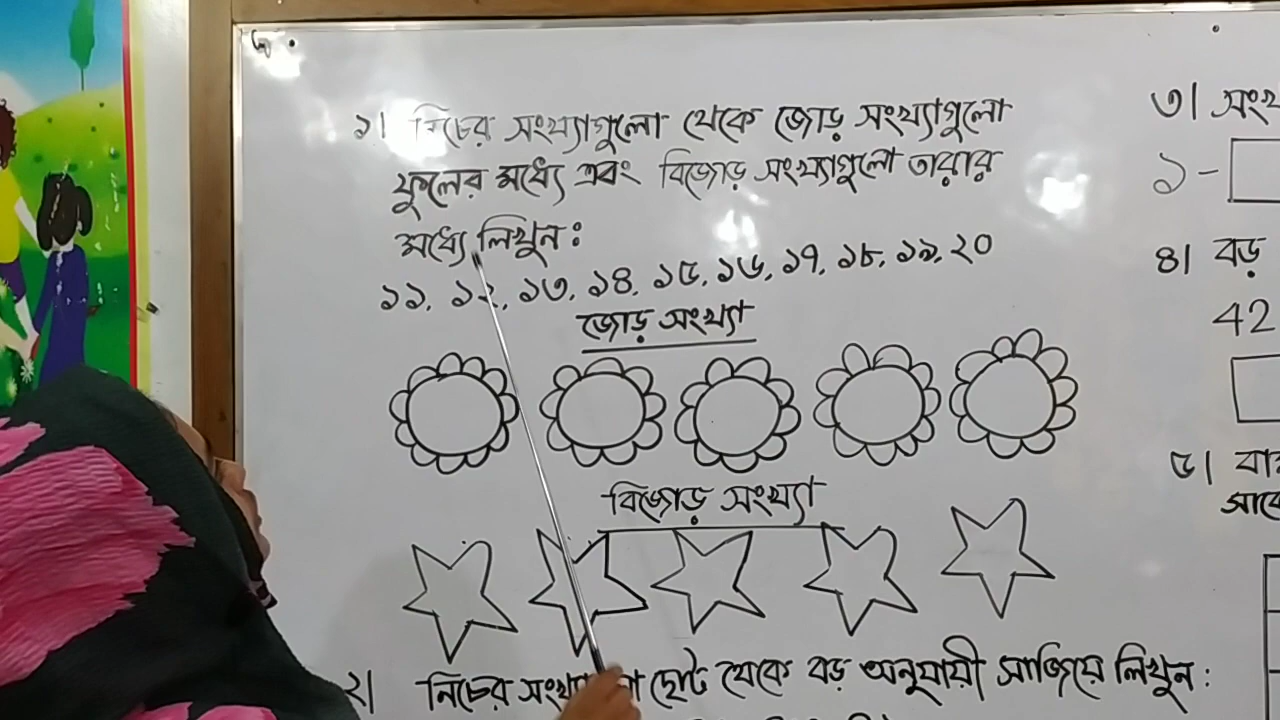 ১। নিচের সংখ্যাগুলো থেকে জোড় সংখ্যাগুলো
ফুলের মধ্যে এবং বিজোড় সংখ্যাগুলো তারার
মধ্যে লিখুন:
১১, ১২, ১৩, ১৪, ১৫, ১৬, ১৭, ১৮, ১৯, ২০
জোড় সংখ্যা
বিজোড় সংখ্যা
২। নিচের ছোট থেকে বড় অনুযায়ী সাজিয়ে লিখুন:
৩।
১ -
৪। বড়
42
৫।